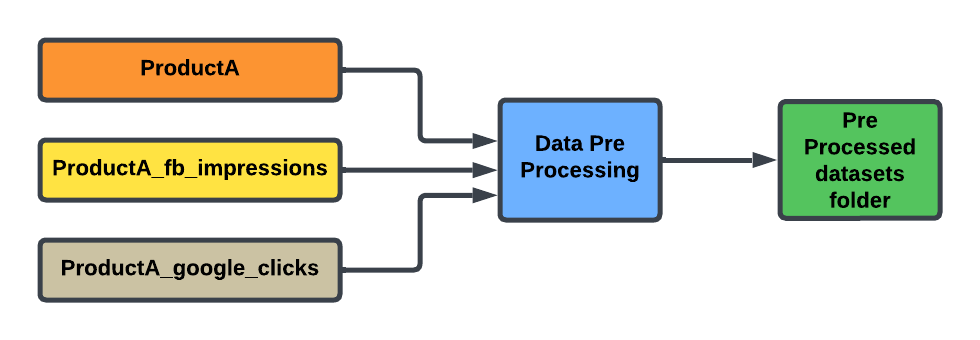 ProductA
ProductA_fb_impressions
ProductA_google_clicks
Data Pre
Processing
Pre
Processed
datasets
folder